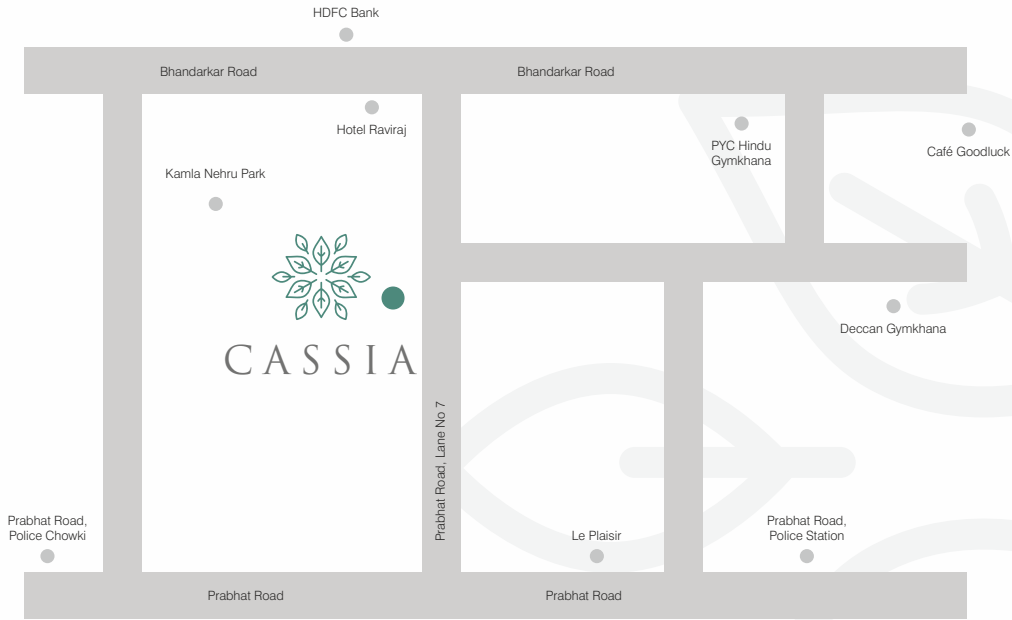 HDFC Bank
Bhandarkar Road
Bhandarkar Road
Hotel Raviraj
PYC Hindu
Gymkhana
Café Goodluck
Kamla Nehru Park
Deccan Gymkhana
CASSIA
Prabhat Road, Lane No 7
Prabhat Road,
Police Chowki
Le Plaisir
Prabhat Road,
Police Station
Prabhat Road
Prabhat Road